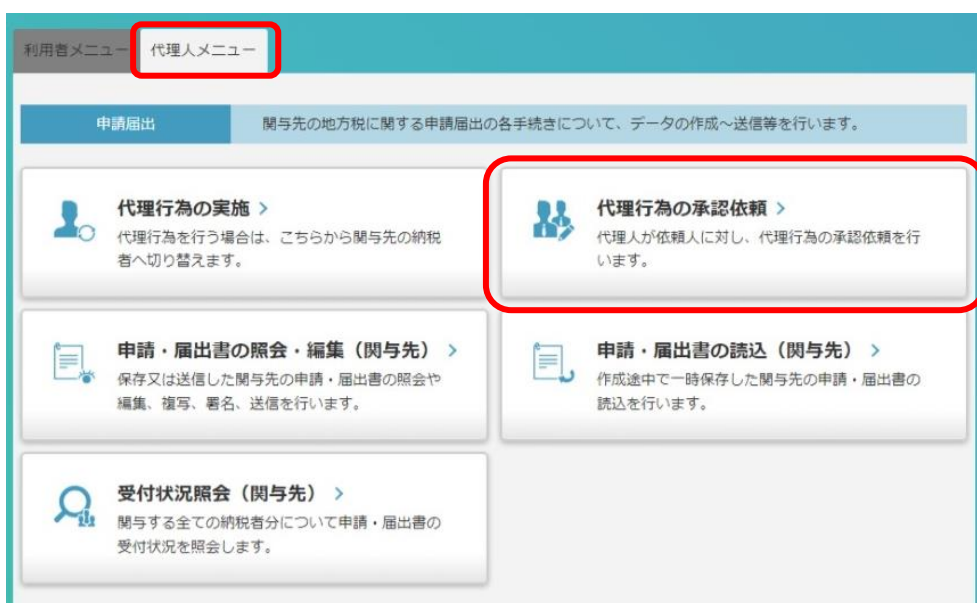 利用者メニュー
代理人メニュー
申請届出
関与先の地方税に関する申請届出の各手続きについて、データの作成～送信等を行います。
代理行為の実施 >
代理行為を行う場合は、こちらから関与先の納税
者へ切り替えます。
代理行為の承認依頼 >
代理人が依頼人に対し、代理行為の承認依頼を行
います。
申請・届出書の照会・編集（関与先） >
保存又は送信した関与先の申請・届出書の照会や
編集、複写、署名、送信を行います。
申請・届出書の読込（関与先） >
作成途中で一時保存した関与先の申請・届出書の
読込を行います。
受付状況照会（関与先） >
関与する全ての納税者分について申請・届出書の
受付状況を照会します。